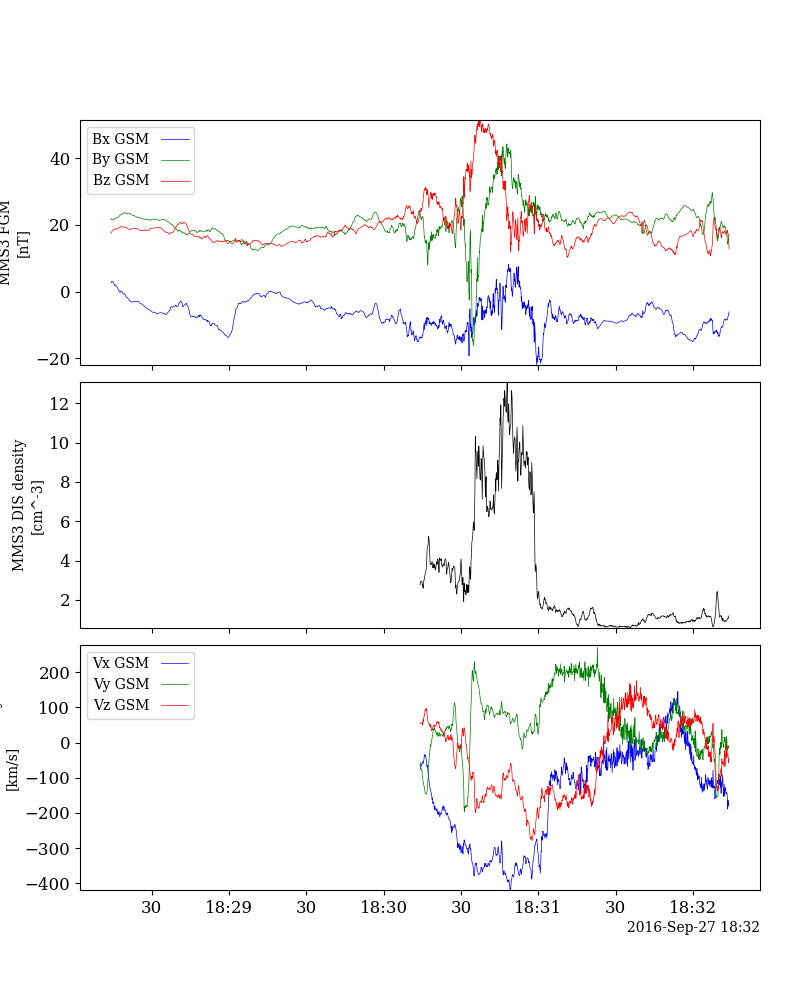 Bx GSM
By GSM
Bz GSM
40
20
0
−20
MMS3 FGM
[nT]
12
10
8
6
4
2
MMS3 DIS density
[cm^-3]
Vx GSM
Vy GSM
Vz GSM
200
100
0
−100
−200
−300
−400
[km/s]
30
18:29
30
18:30
30
18:31
30
18:32
2016-Sep-27 18:32